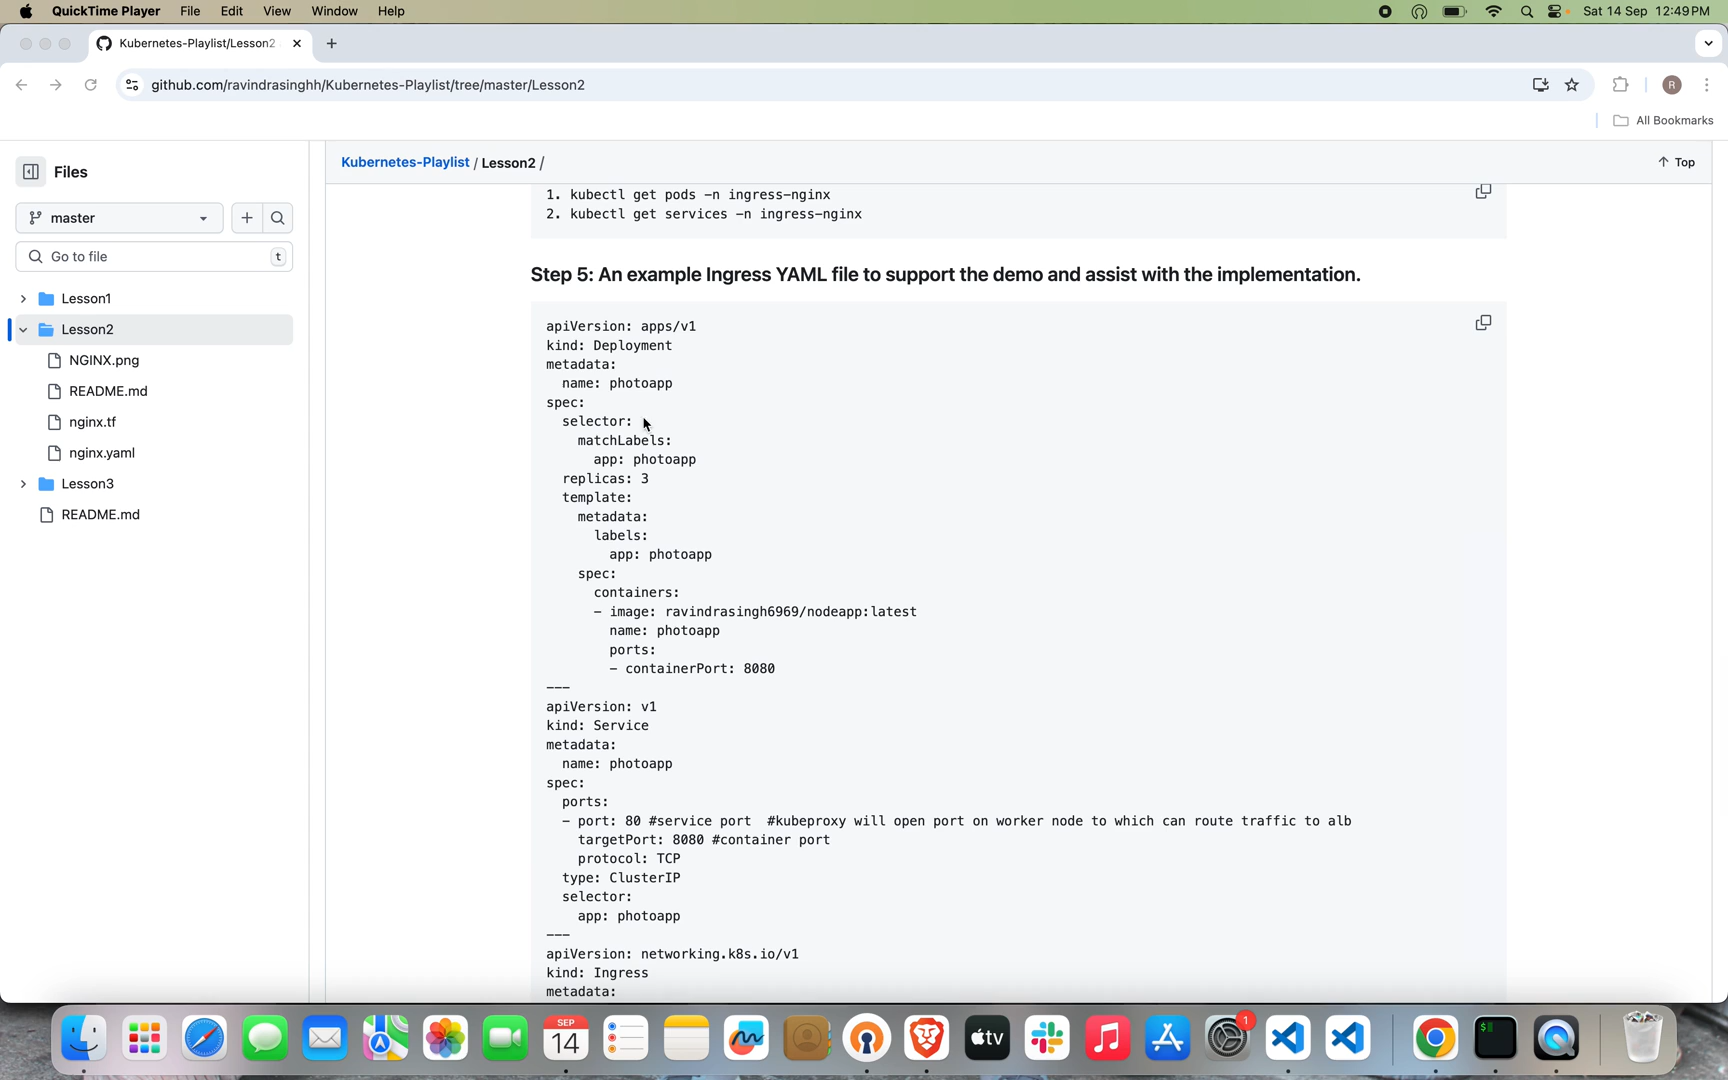 QuickTime Player File Edit View Window Help Sat 14 Sep 12:49 PM
Kubernetes-Playlist/Lesson2
github.com/ravindrasinghh/Kubernetes-Playlist/tree/master/Lesson2
R
All Bookmarks
Files
master
Go to file
t
Lesson1
Lesson2
NGINX.png
README.md
nginx.tf
nginx.yaml
Lesson3
README.md
Kubernetes-Playlist / Lesson2 /
Top
1. kubectl get pods -n ingress-nginx
2. kubectl get services -n ingress-nginx
Step 5: An example Ingress YAML file to support the demo and assist with the implementation.
apiVersion: apps/v1
kind: Deployment
metadata:
  name: photoapp
spec:
  selector:
    matchLabels:
      app: photoapp
  replicas: 3
  template:
    metadata:
      labels:
        app: photoapp
    spec:
      containers:
      - image: ravindrasingh6969/nodeapp:latest
        name: photoapp
        ports:
        - containerPort: 8080
---
apiVersion: v1
kind: Service
metadata:
  name: photoapp
spec:
  ports:
  - port: 80 #service port  #kubeproxy will open port on worker node to which can route traffic to alb
    targetPort: 8080 #container port
    protocol: TCP
  type: ClusterIP
  selector:
    app: photoapp
---
apiVersion: networking.k8s.io/v1
kind: Ingress
metadata:
SEP
14
tv
1
$